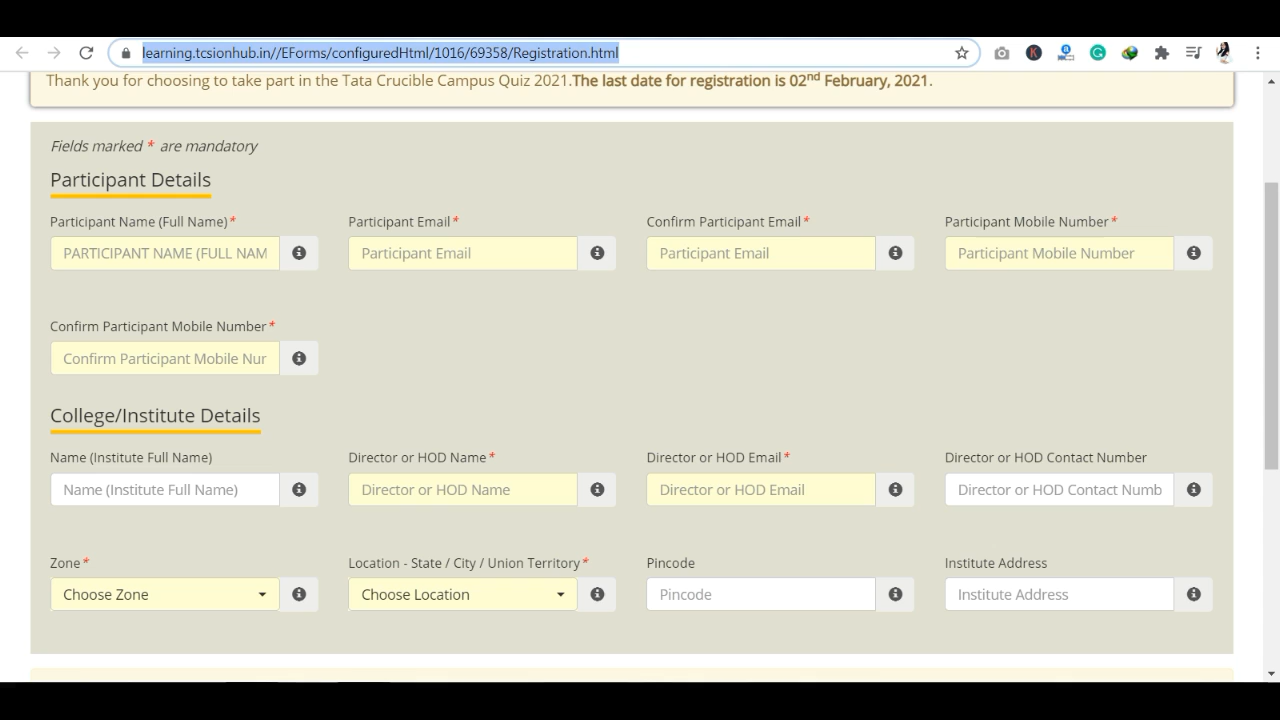 learning.tcsionhub.in//EForms/configuredHtml/1016/69358/Registration.html
Thank you for choosing to take part in the Tata Crucible Campus Quiz 2021.The last date for registration is 02nd February, 2021.
Fields marked * are mandatory
Participant Details
Participant Name (Full Name)* Participant Email* Confirm Participant Email* Participant Mobile Number*
PARTICIPANT NAME (FULL NAM Participant Email Participant Email Participant Mobile Number
Confirm Participant Mobile Number*
Confirm Participant Mobile Nur
College/Institute Details
Name (Institute Full Name) Director or HOD Name* Director or HOD Email* Director or HOD Contact Number
Name (Institute Full Name) Director or HOD Name Director or HOD Email Director or HOD Contact Numb
Zone* Location - State / City / Union Territory* Pincode Institute Address
Choose Zone Choose Location Pincode Institute Address